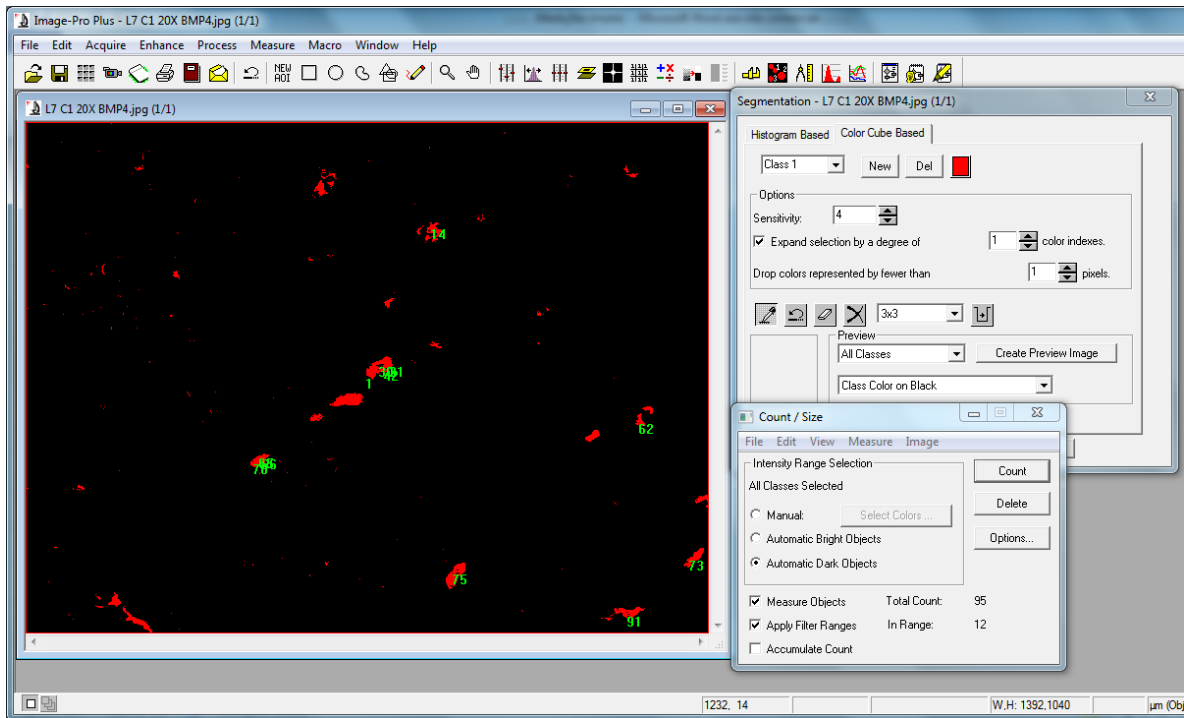 Image-Pro Plus - L7 C1 20X BMP4.jpg (1/1)
File Edit Acquire Enhance Process Measure Macro Window Help
NEW
AOI
L7 C1 20X BMP4.jpg (1/1)
14
1
42
62
70
75
73
91
Segmentation - L7 C1 20X BMP4.jpg (1/1)
Histogram Based Color Cube Based
Class 1 New Del
Options
Sensitivity: 4
Expand selection by a degree of 1 color indexes.
Drop colors represented by fewer than 1 pixels.
3x3
Preview
All Classes Create Preview Image
Class Color on Black
Count / Size
File Edit View Measure Image
Intensity Range Selection
All Classes Selected
Manual: Select Colors ...
Automatic Bright Objects
Automatic Dark Objects
Count
Delete
Options...
Measure Objects Total Count: 95
Apply Filter Ranges In Range: 12
Accumulate Count
1232, 14 W,H: 1392,1040 µm (Obj